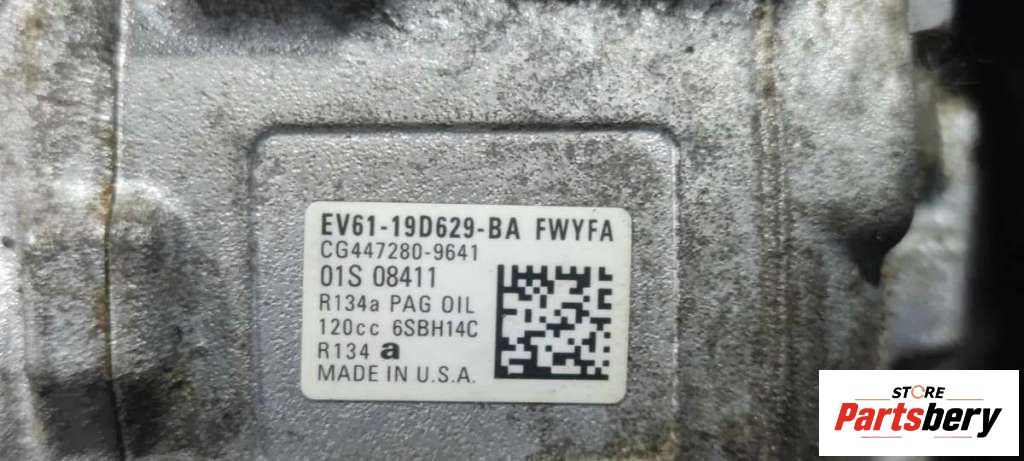 EV61-19D629-BA FWYFA
CG447280-9641
01S 08411
R134a PAG OIL
120cc 6SBH14C
R134 a
MADE IN U.S.A.
STORE
Partsbery